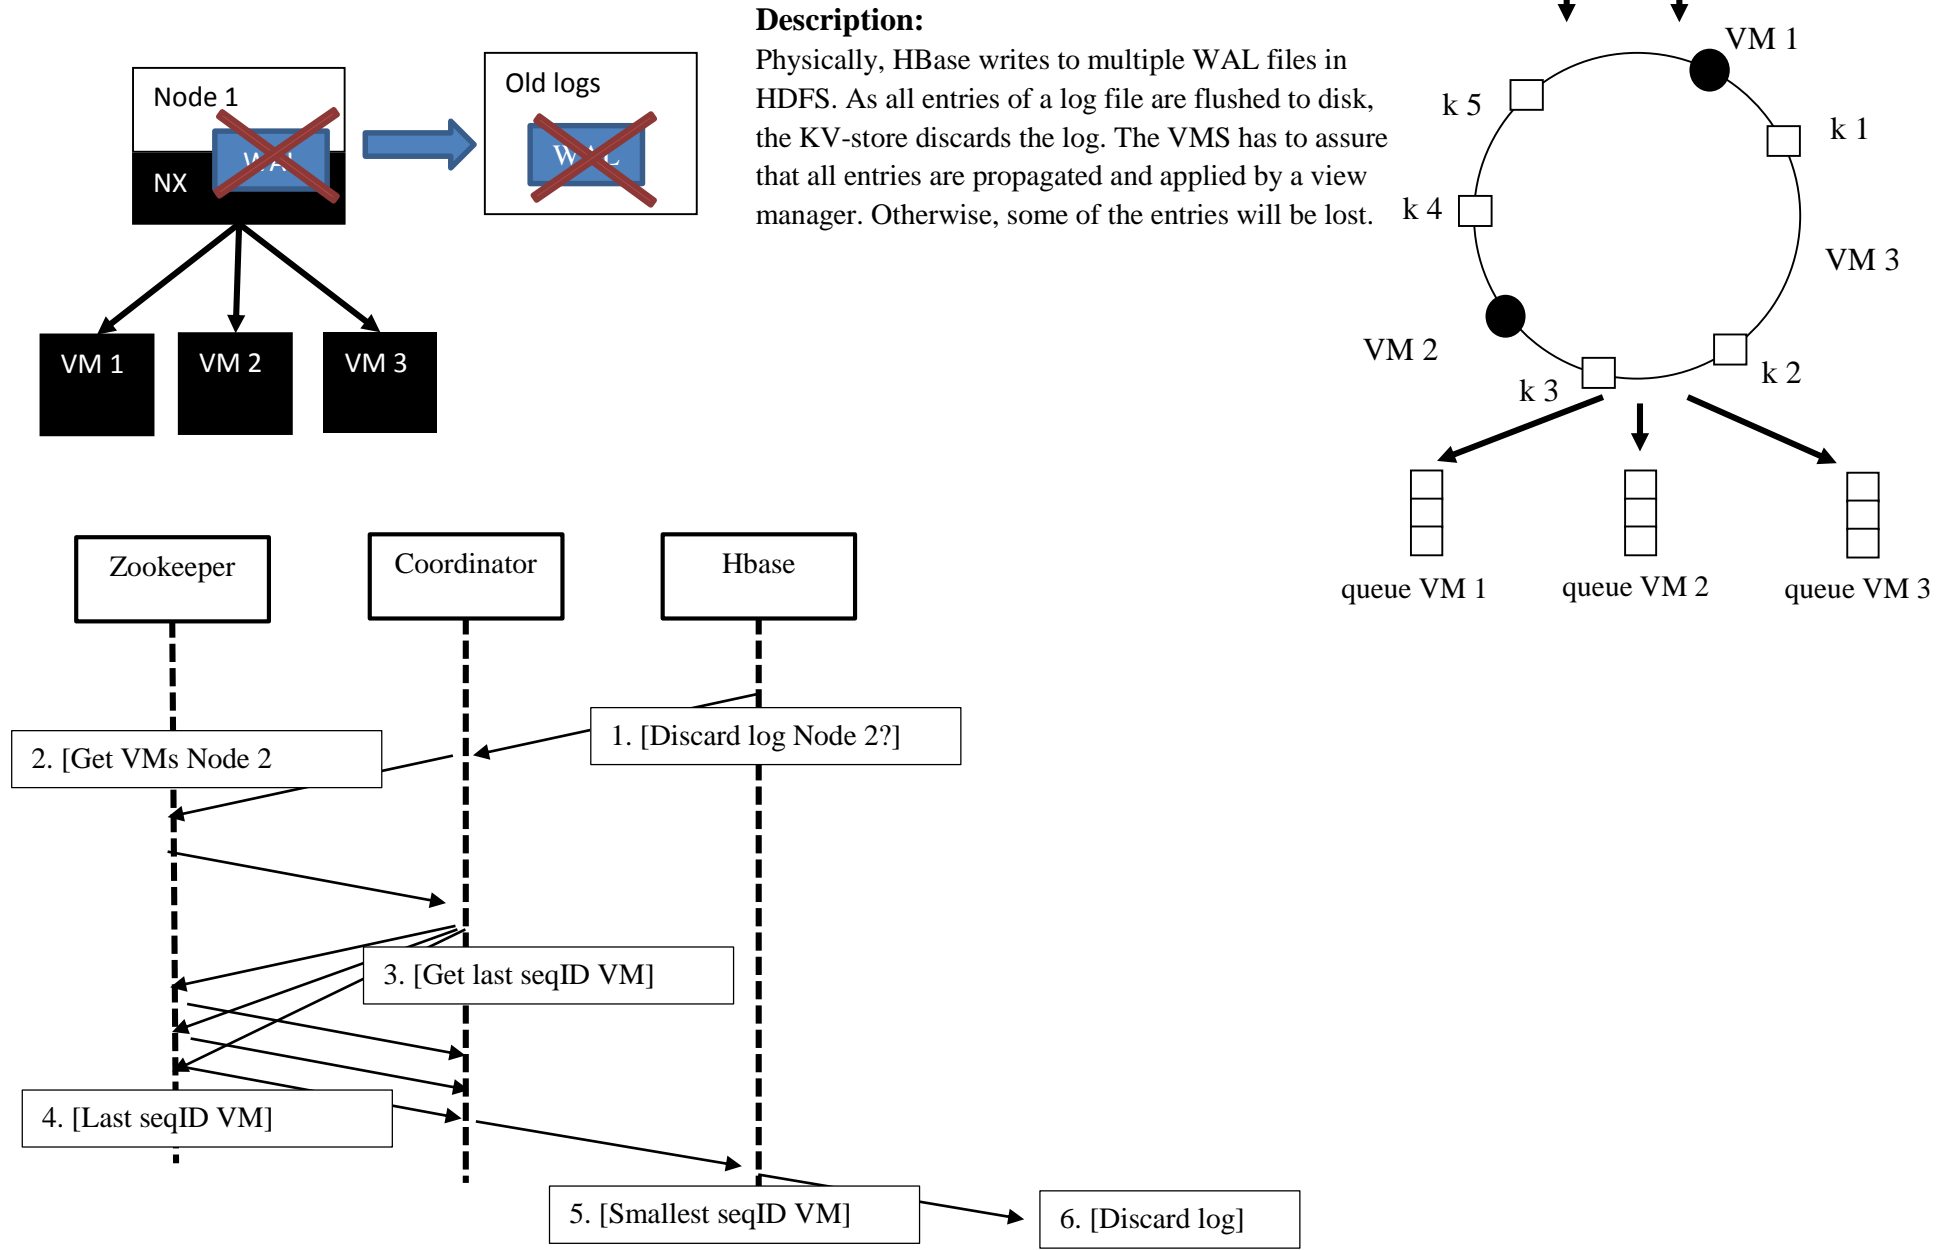 Node 1
WAL
NX
Old logs
WAL
VM 1
VM 2
VM 3
Description:
Physically, HBase writes to multiple WAL files in
HDFS. As all entries of a log file are flushed to disk,
the KV-store discards the log. The VMS has to assure
that all entries are propagated and applied by a view
manager. Otherwise, some of the entries will be lost.
VM 1
k 5
k 1
k 4
VM 3
VM 2
k 2
k 3
queue VM 1
queue VM 2
queue VM 3
Zookeeper
Coordinator
Hbase
1. [Discard log Node 2?]
2. [Get VMs Node 2
3. [Get last seqID VM]
4. [Last seqID VM]
5. [Smallest seqID VM]
6. [Discard log]